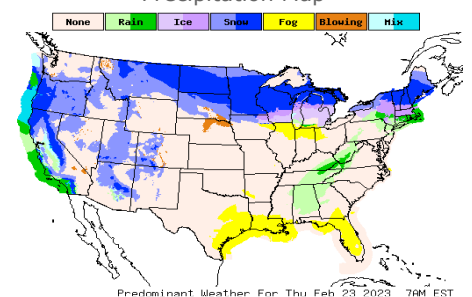 Precipitation Map
None Rain Ice Snow Fog Blowing Mix
Predominant Weather For Thu Feb 23 2023 7AM EST